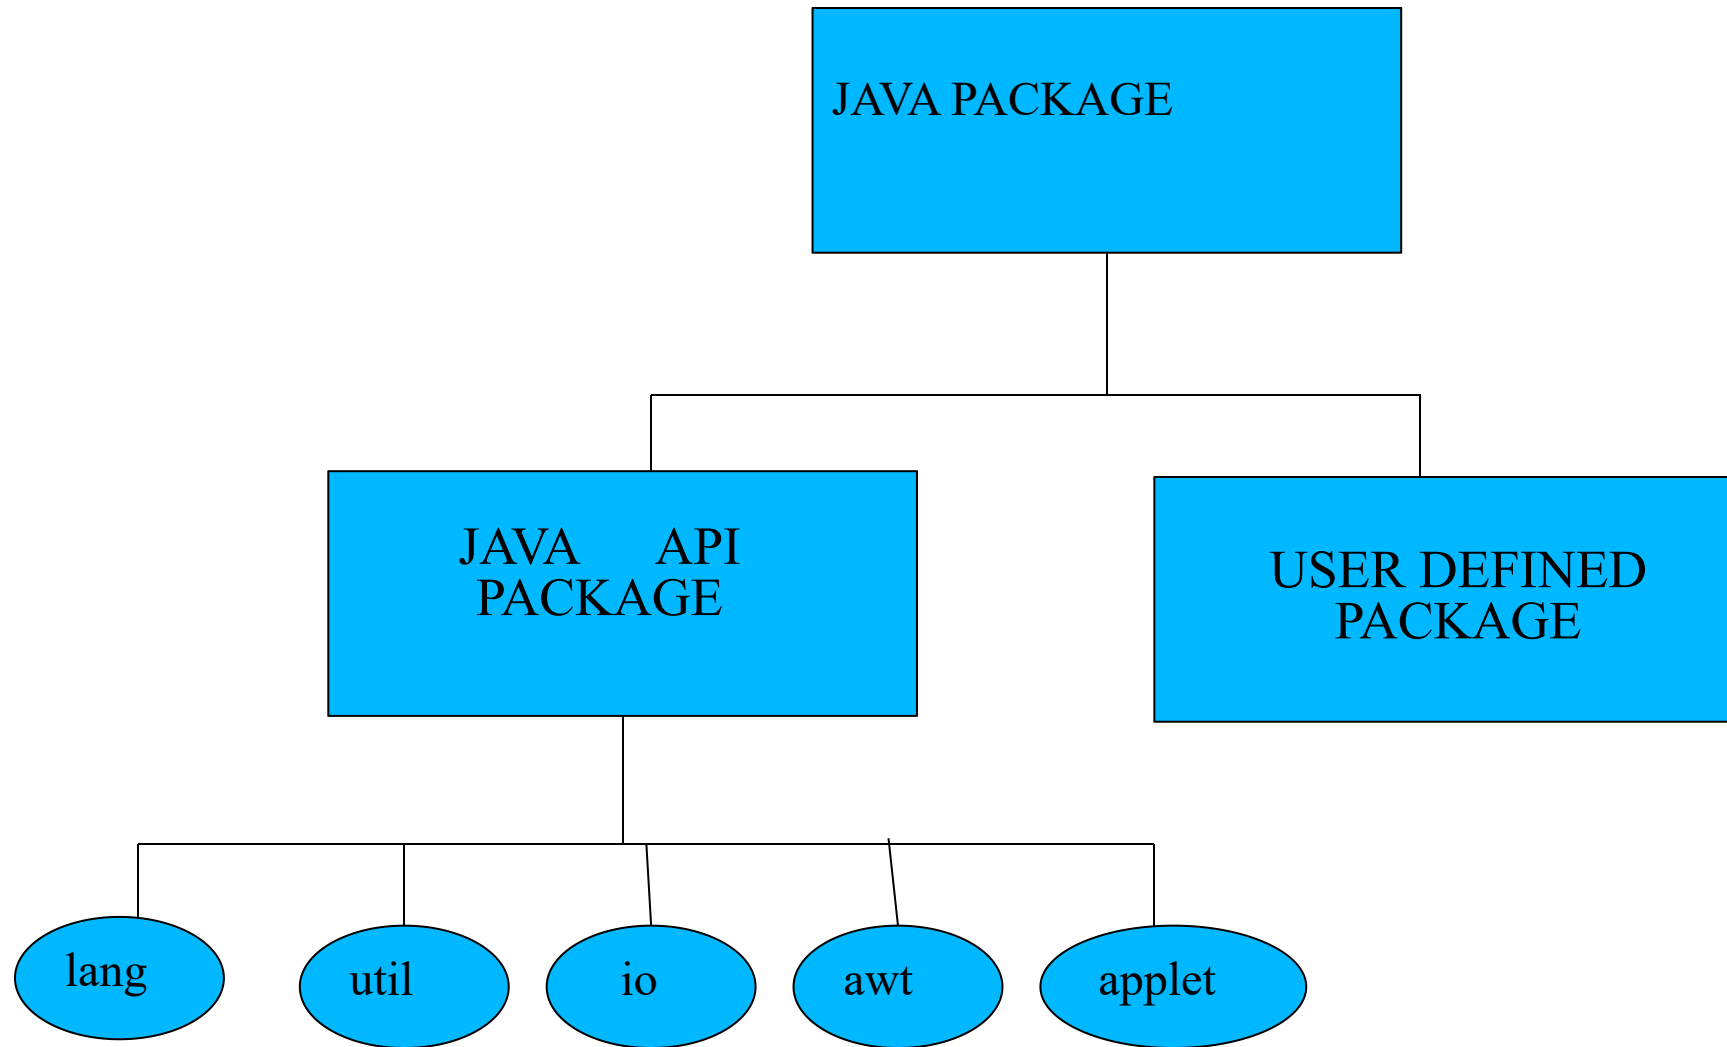 JAVA PACKAGE
JAVA API
PACKAGE
USER DEFINED
PACKAGE
lang
util
io
awt
applet